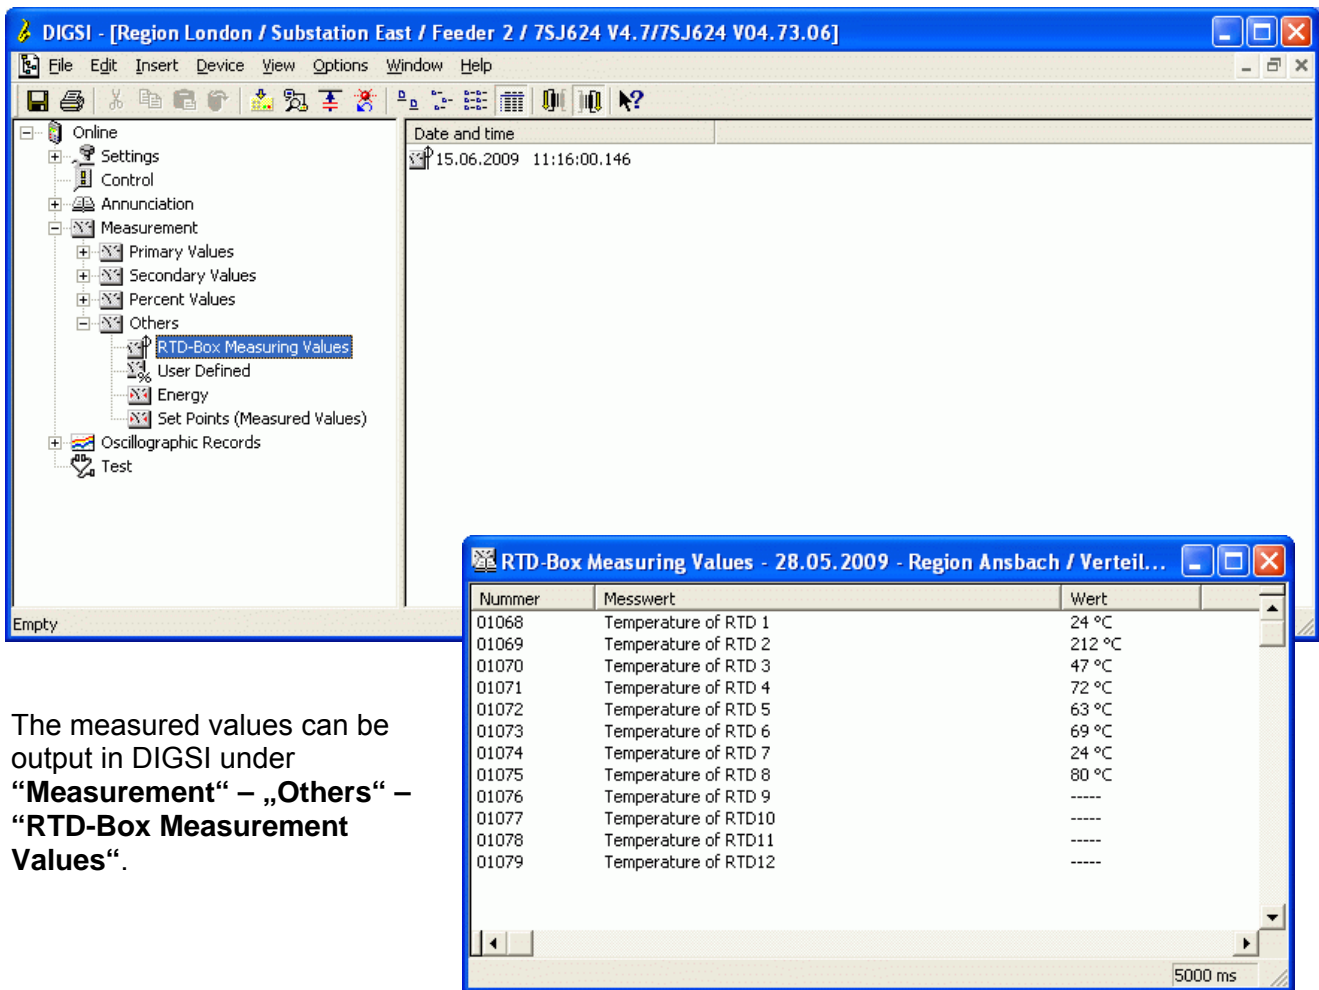 DIGSI - [Region London / Substation East / Feeder 2 / 7SJ624 V4.7/7SJ624 V04.73.06]
File Edit Insert Device View Options Window Help
Online
Settings
Control
Annunciation
Measurement
Primary Values
Secondary Values
Percent Values
Others
RTD-Box Measuring Values
User Defined
Energy
Set Points (Measured Values)
Oscillographic Records
Test
Date and time
15.06.2009 11:16:00.146
Empty
RTD-Box Measuring Values - 28.05.2009 - Region Ansbach / Verteil...
Nummer Messwert Wert
01068 Temperature of RTD 1 24 °C
01069 Temperature of RTD 2 212 °C
01070 Temperature of RTD 3 47 °C
01071 Temperature of RTD 4 72 °C
01072 Temperature of RTD 5 63 °C
01073 Temperature of RTD 6 69 °C
01074 Temperature of RTD 7 24 °C
01075 Temperature of RTD 8 80 °C
01076 Temperature of RTD 9 -----
01077 Temperature of RTD10 -----
01078 Temperature of RTD11 -----
01079 Temperature of RTD12 -----
5000 ms
The measured values can be
output in DIGSI under
“Measurement“ – „Others“ –
“RTD-Box Measurement
Values“.